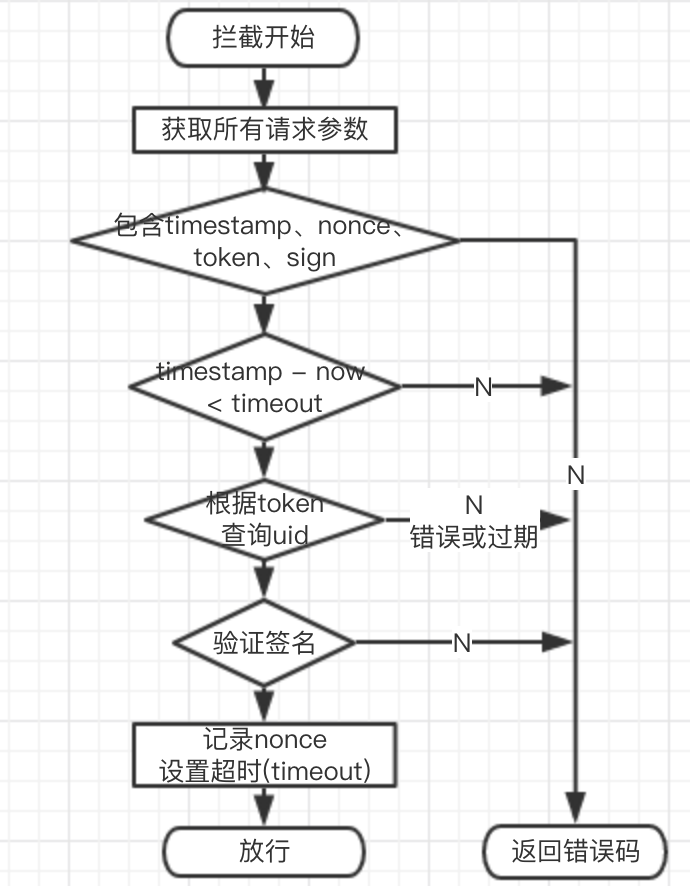 拦截开始
获取所有请求参数
包含timestamp、nonce、
token、sign
timestamp - now
< timeout
N
N
根据token
查询uid
N
错误或过期
验证签名
N
记录nonce
设置超时(timeout)
放行
返回错误码